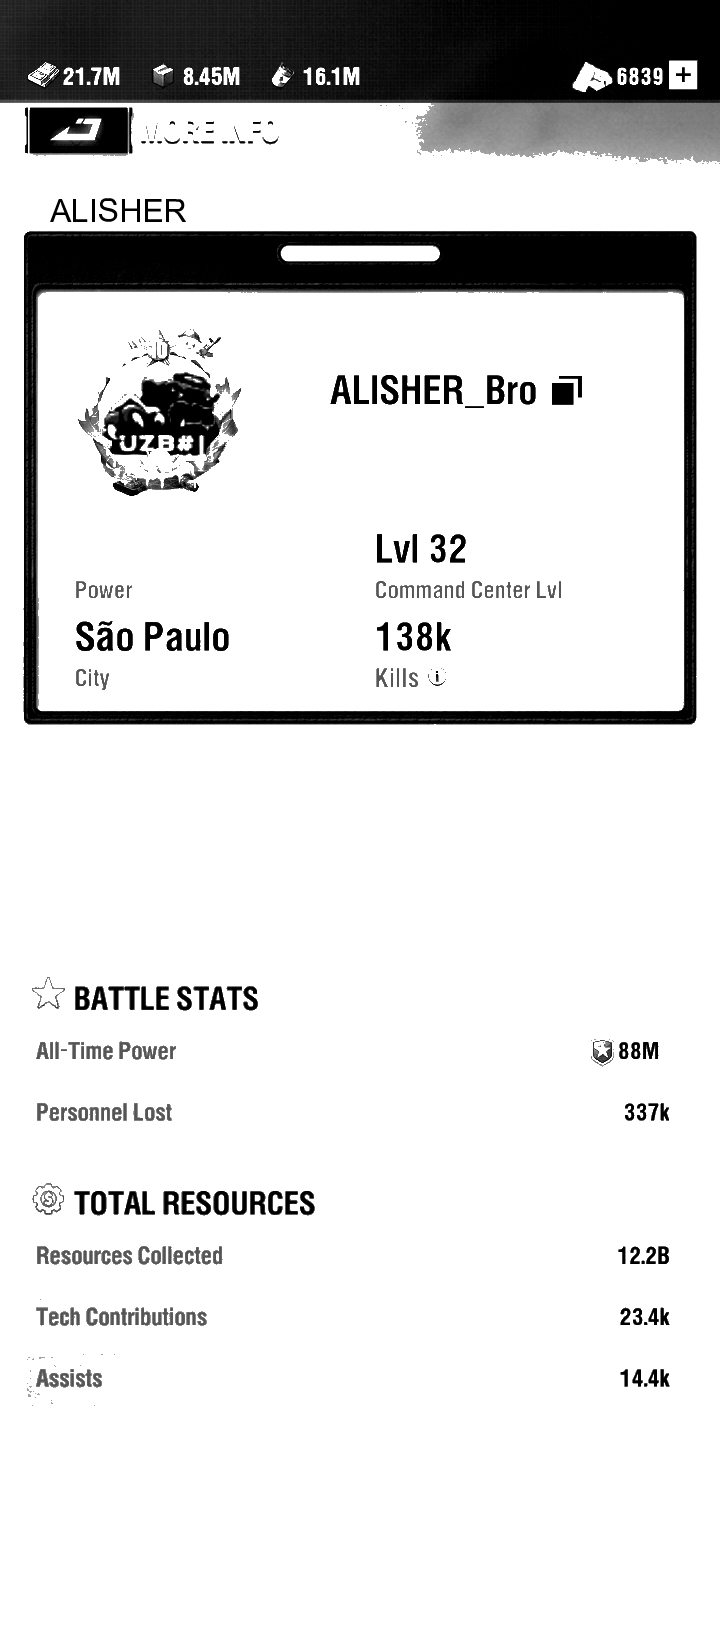 21.7M 8.45M 16.1M 6839 +
MORE INFO
ALISHER
10
UZB#1
ALISHER_Bro
Lvl 32
Power Command Center Lvl
São Paulo 138k
City Kills i
BATTLE STATS
All-Time Power 88M
Personnel Lost 337k
TOTAL RESOURCES
Resources Collected 12.2B
Tech Contributions 23.4k
Assists 14.4k